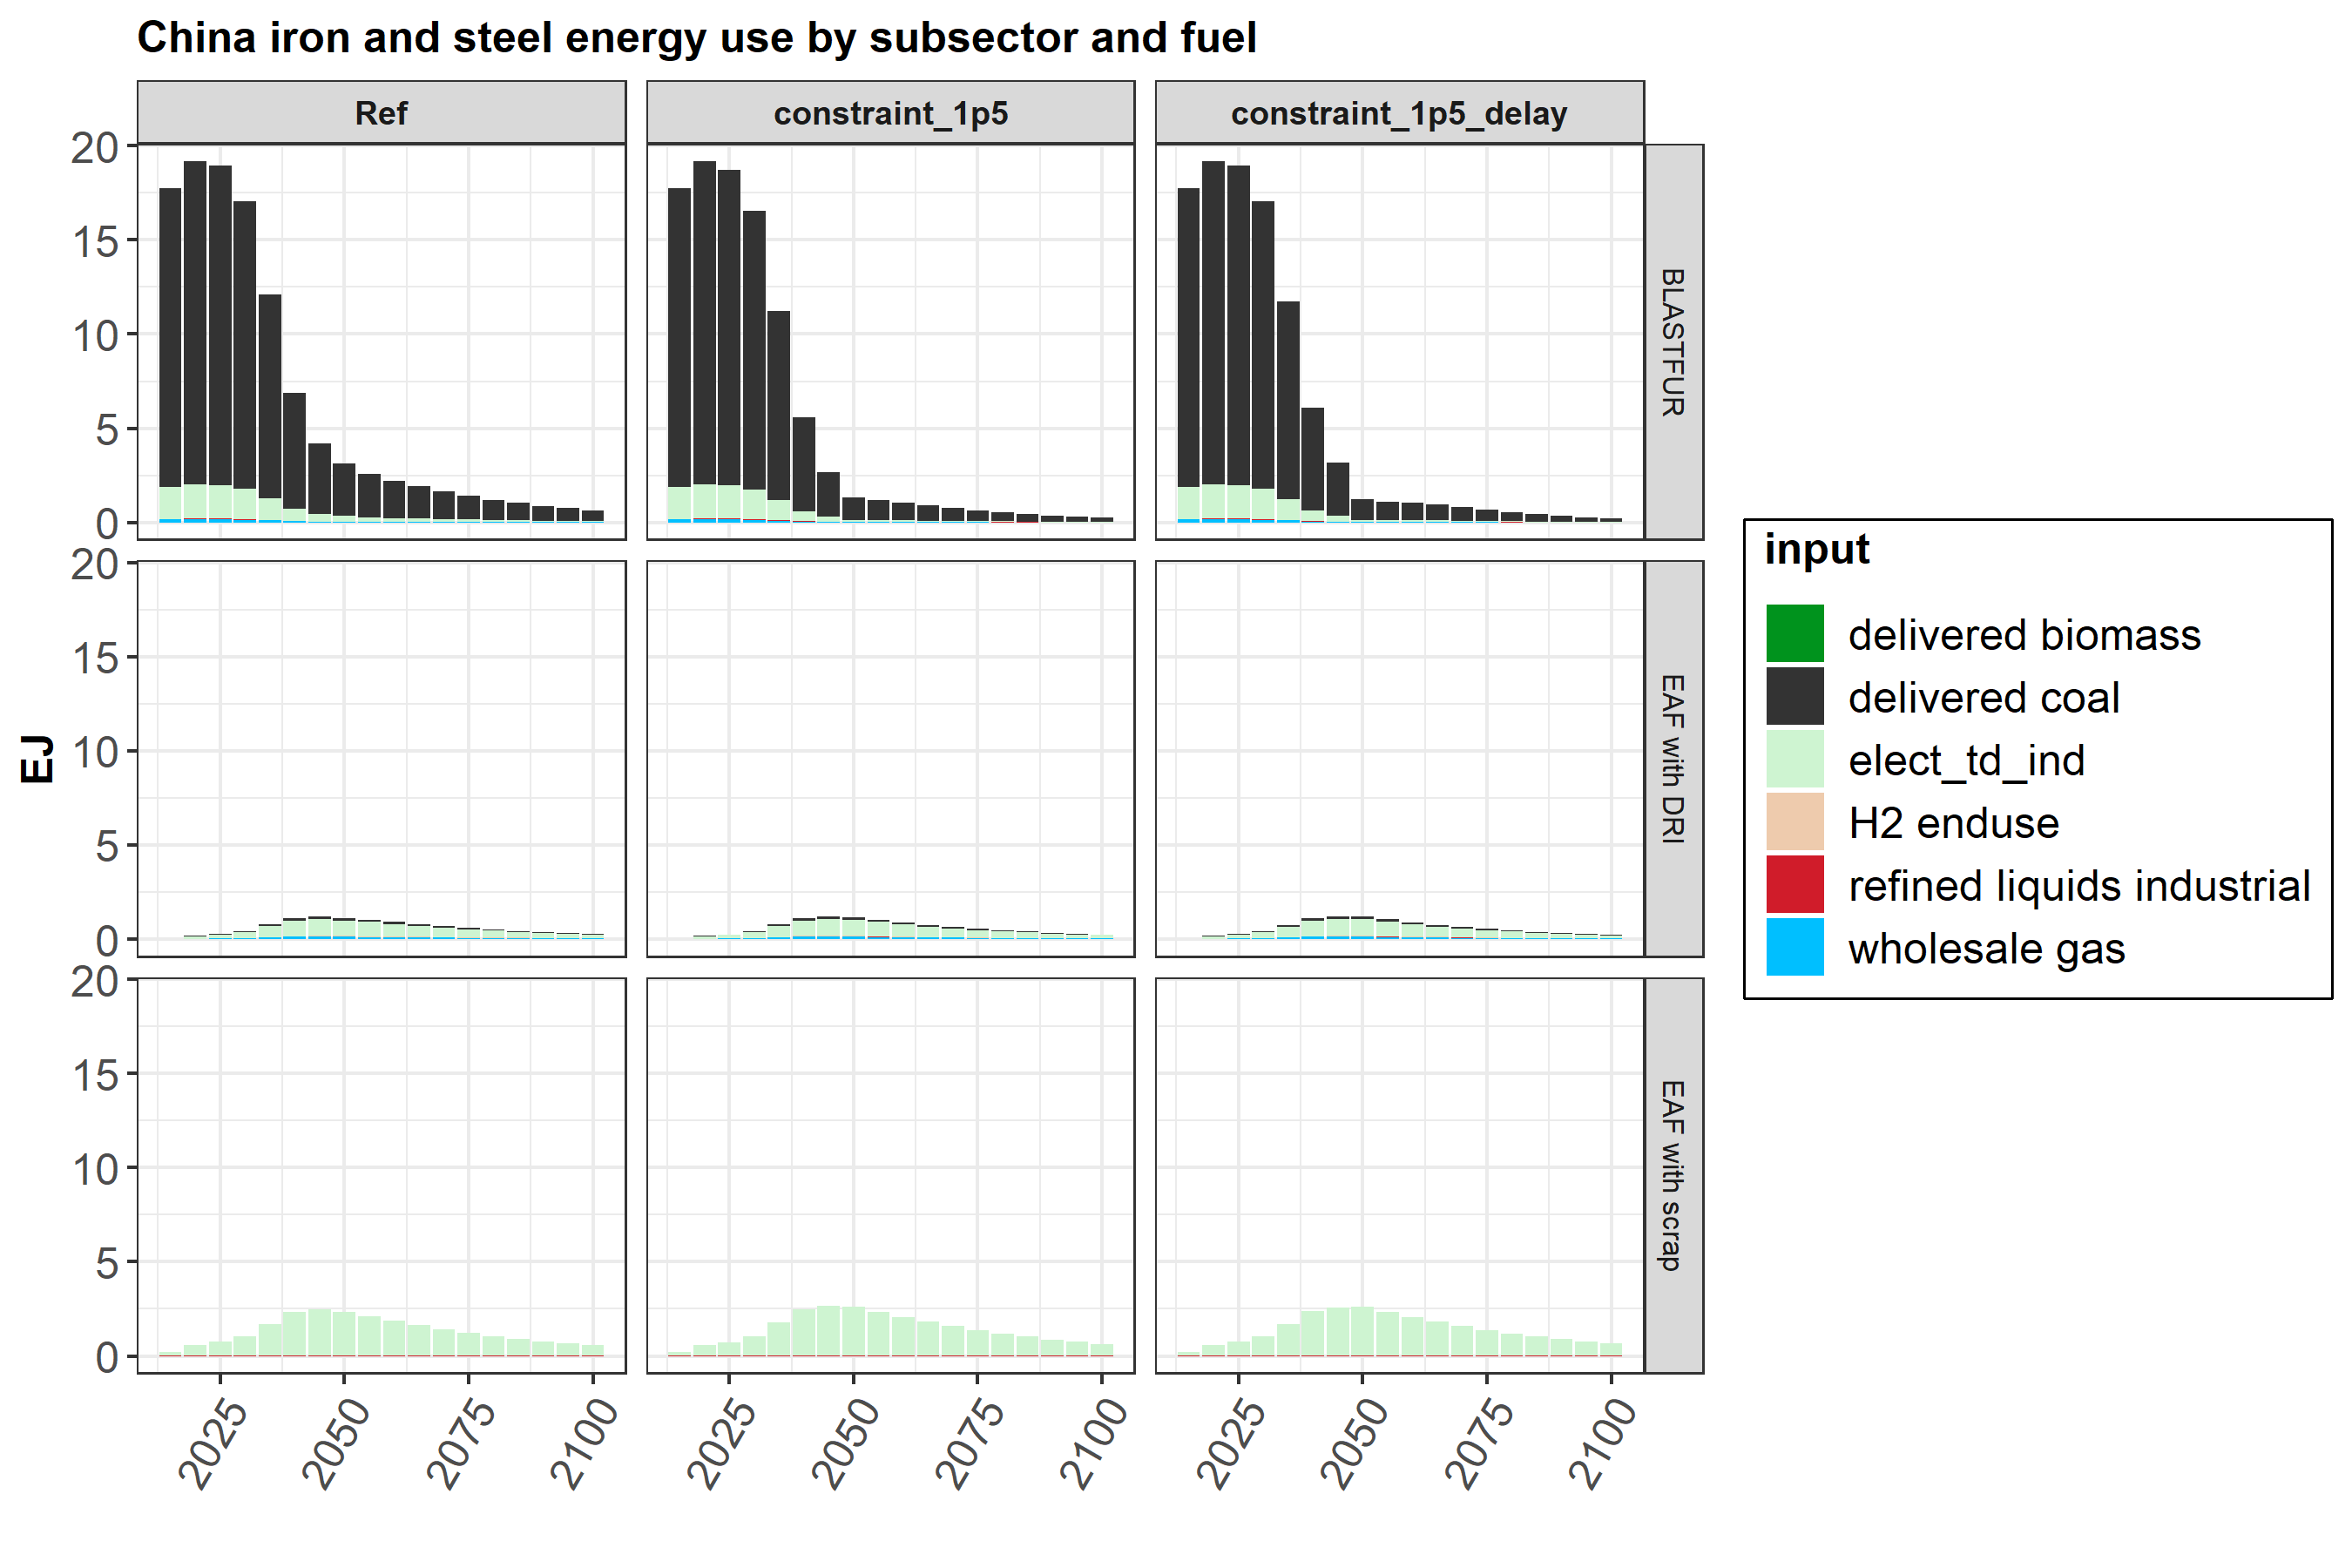 China iron and steel energy use by subsector and fuel
Ref
constraint_1p5
constraint_1p5_delay
20
15
10
5
0
BLASTFUR
20
15
10
5
0
EAF with DRI
20
15
10
5
0
EAF with scrap
EJ
2025
2050
2075
2100
2025
2050
2075
2100
2025
2050
2075
2100
input
delivered biomass
delivered coal
elect_td_ind
H2 enduse
refined liquids industrial
wholesale gas